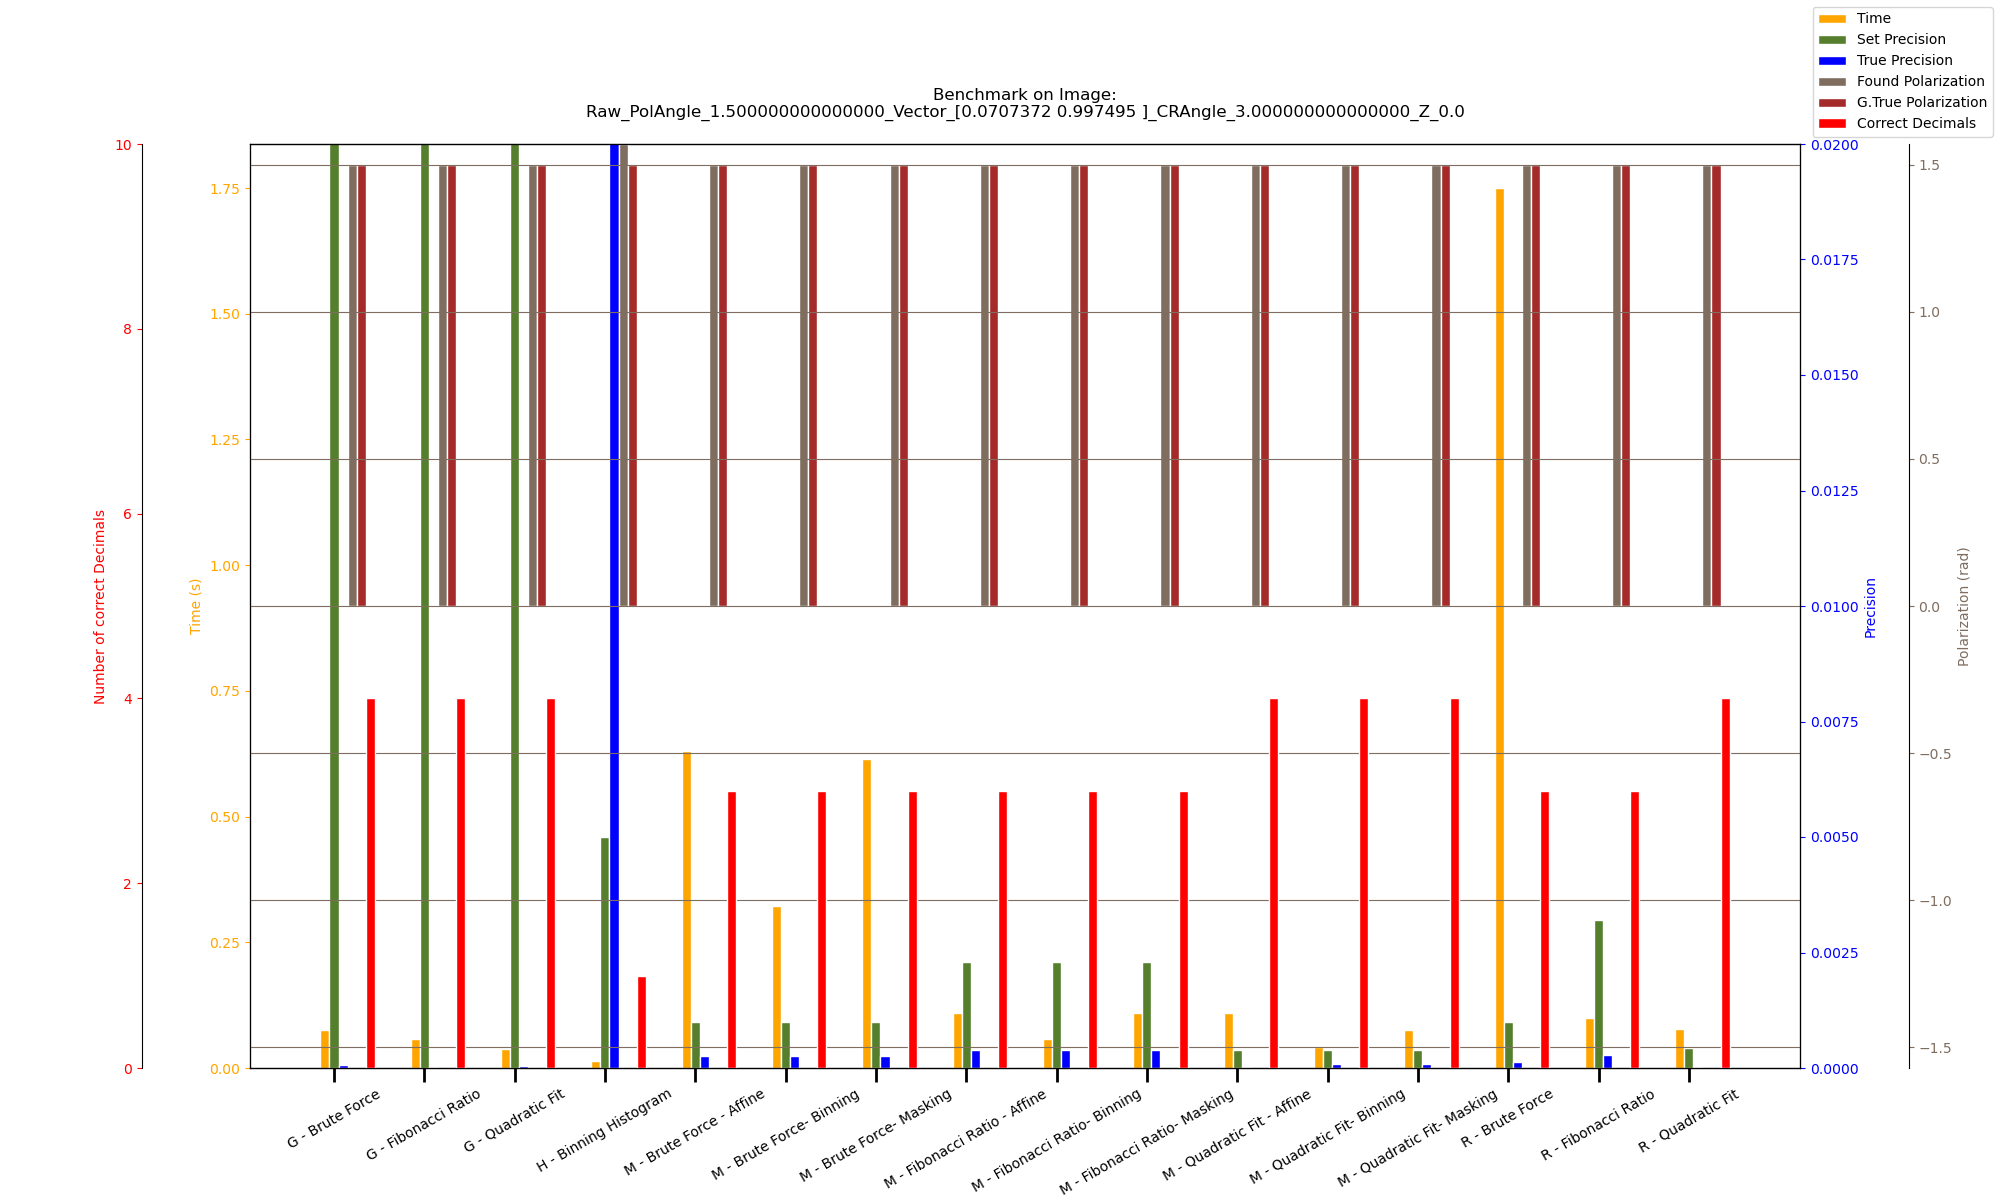 Time
Set Precision
True Precision
Found Polarization
G.True Polarization
Correct Decimals
Benchmark on Image:
Raw_PolAngle_1.500000000000000_Vector_[0.0707372 0.997495 ]_CRAngle_3.000000000000000_Z_0.0
Number of correct Decimals
10
8
6
4
2
0
Time (s)
1.75
1.50
1.25
1.00
0.75
0.50
0.25
0.00
0.0200
0.0175
0.0150
0.0125
0.0100
0.0075
0.0050
0.0025
0.0000
Precision
1.5
1.0
0.5
0.0
−0.5
−1.0
−1.5
Polarization (rad)
G - Brute Force
G - Fibonacci Ratio
G - Quadratic Fit
H - Binning Histogram
M - Brute Force - Affine
M - Brute Force- Binning
M - Brute Force- Masking
M - Fibonacci Ratio - Affine
M - Fibonacci Ratio- Binning
M - Fibonacci Ratio- Masking
M - Quadratic Fit - Affine
M - Quadratic Fit- Binning
M - Quadratic Fit- Masking
R - Brute Force
R - Fibonacci Ratio
R - Quadratic Fit